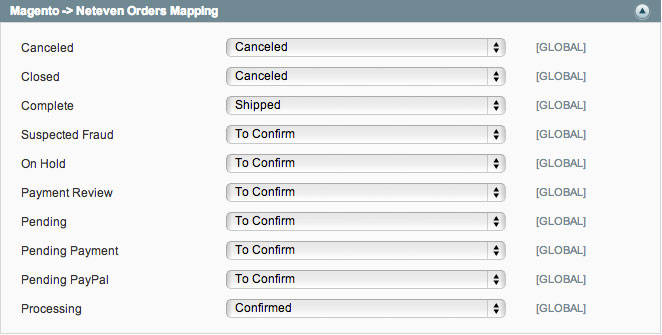 Magento -> Neteven Orders Mapping
Canceled Canceled [GLOBAL]
Closed Canceled [GLOBAL]
Complete Shipped [GLOBAL]
Suspected Fraud To Confirm [GLOBAL]
On Hold To Confirm [GLOBAL]
Payment Review To Confirm [GLOBAL]
Pending To Confirm [GLOBAL]
Pending Payment To Confirm [GLOBAL]
Pending PayPal To Confirm [GLOBAL]
Processing Confirmed [GLOBAL]